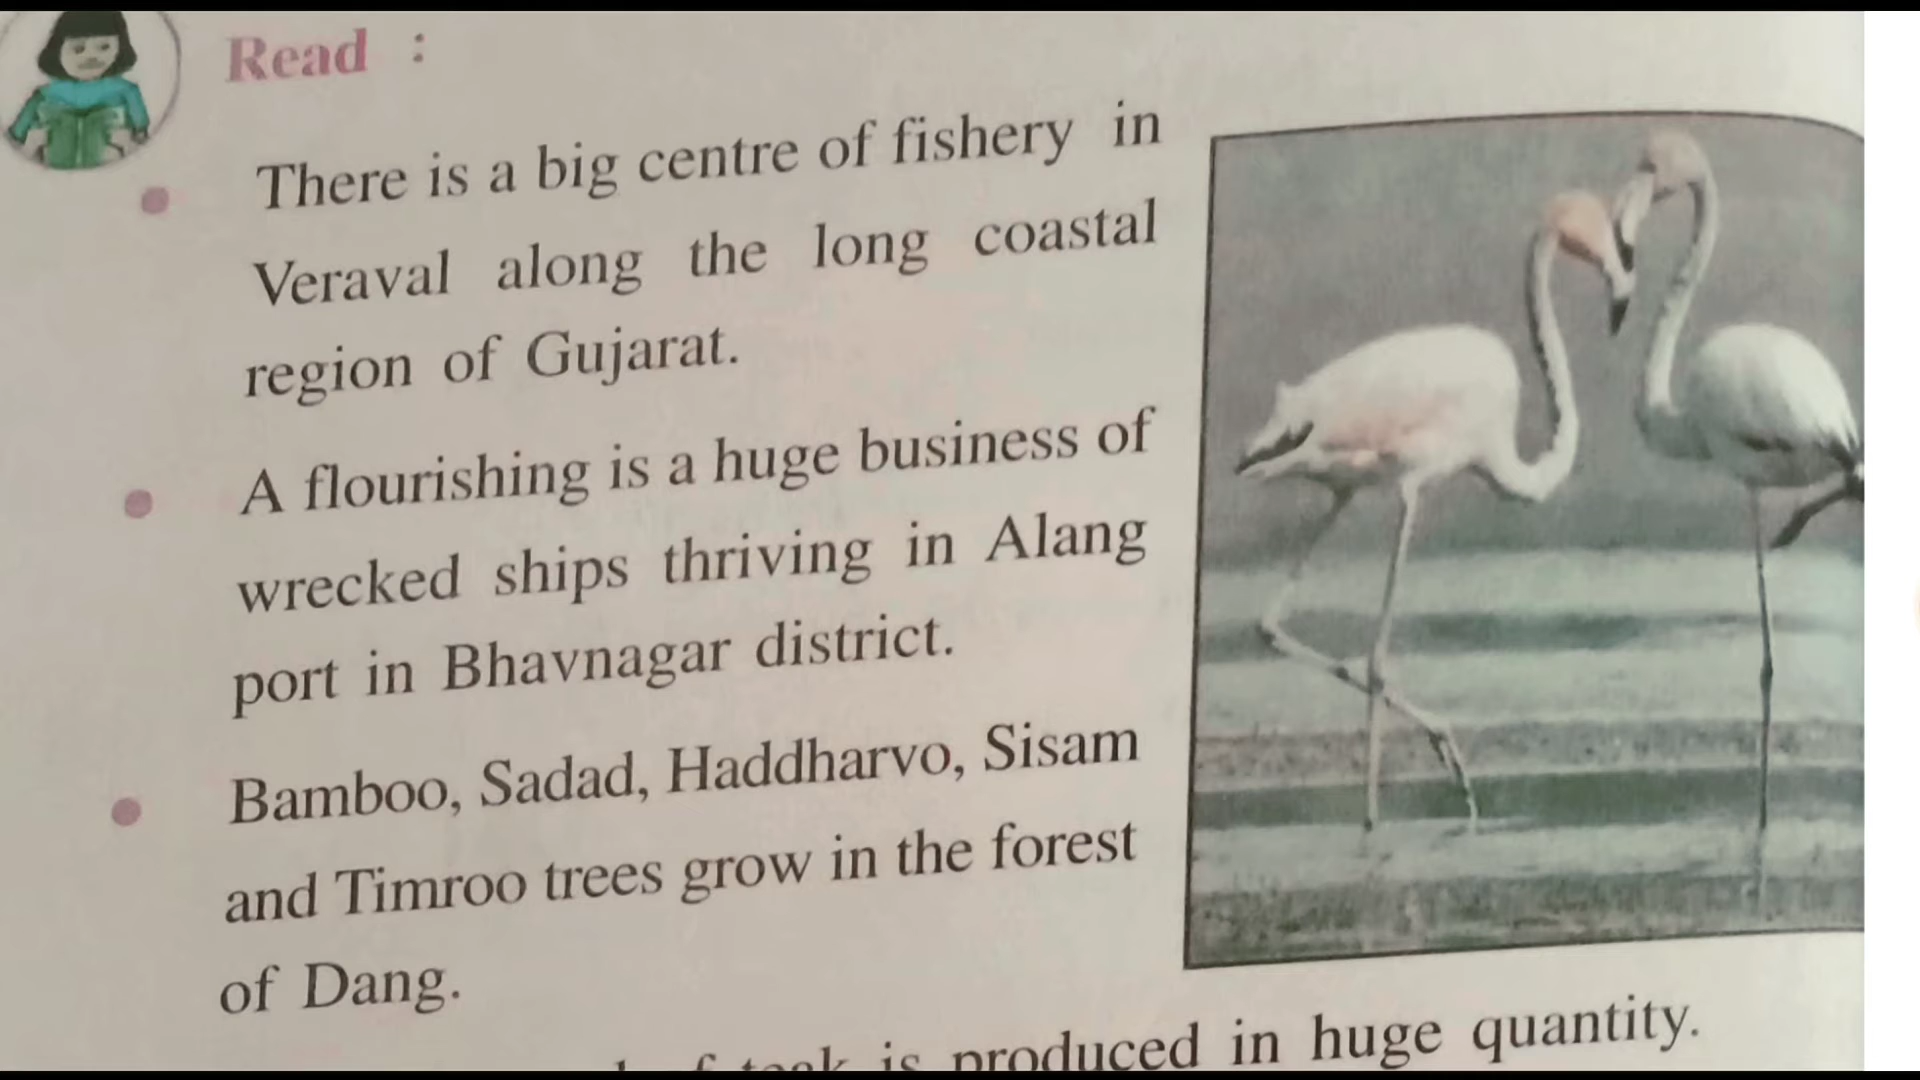 Read :
There is a big centre of fishery in
Veraval along the long coastal
region of Gujarat.
A flourishing is a huge business of
wrecked ships thriving in Alang
port in Bhavnagar district.
Bamboo, Sadad, Haddharvo, Sisam
and Timroo trees grow in the forest
of Dang.
is produced in huge quantity.